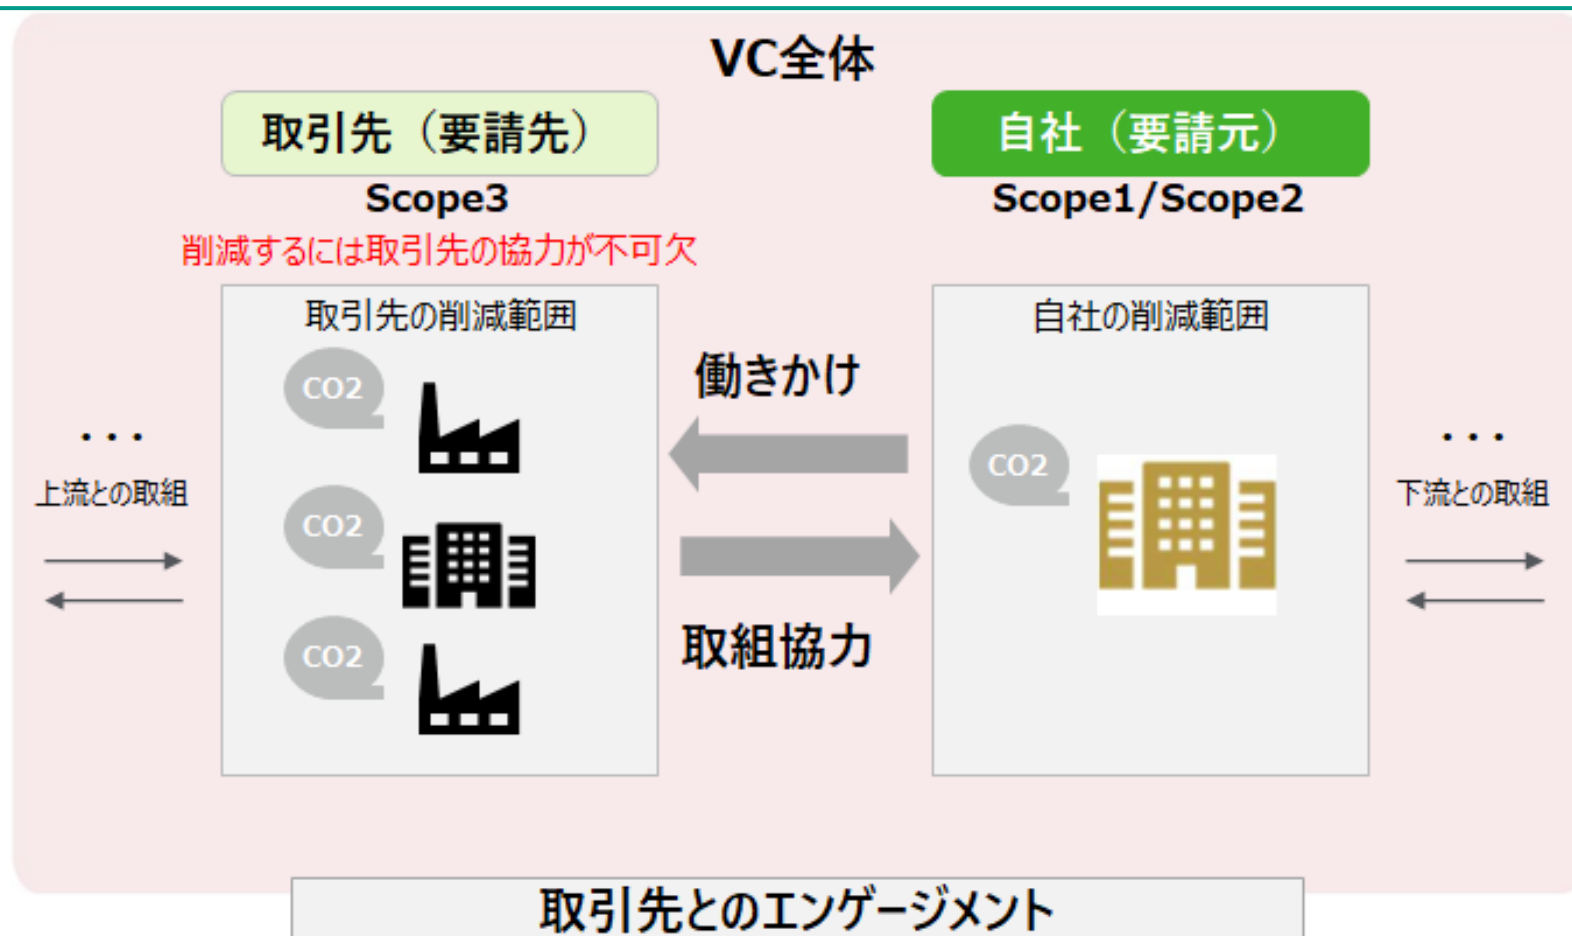 VC全体
取引先（要請先）
Scope3
削減するには取引先の協力が不可欠
自社（要請元）
Scope1/Scope2
・・・
上流との取組
取引先の削減範囲
CO2
CO2
CO2
働きかけ
取組協力
自社の削減範囲
CO2
・・・
下流との取組
取引先とのエンゲージメント